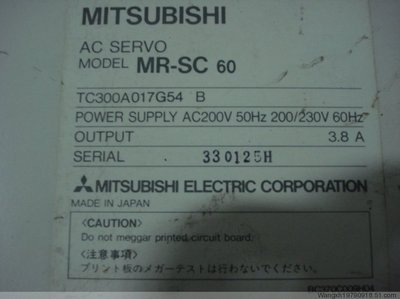 MITSUBISHI
AC SERVO
MODEL MR-SC 60
TC300A017G54 B
POWER SUPPLY AC200V 50Hz 200/230V 60Hz
OUTPUT 3.8 A
SERIAL 330125H
MITSUBISHI ELECTRIC CORPORATION
MADE IN JAPAN
〈CAUTION〉
Do not meggar printed circuit board.
〈注意事項〉
プリント板のメガーテストは行わないでください。